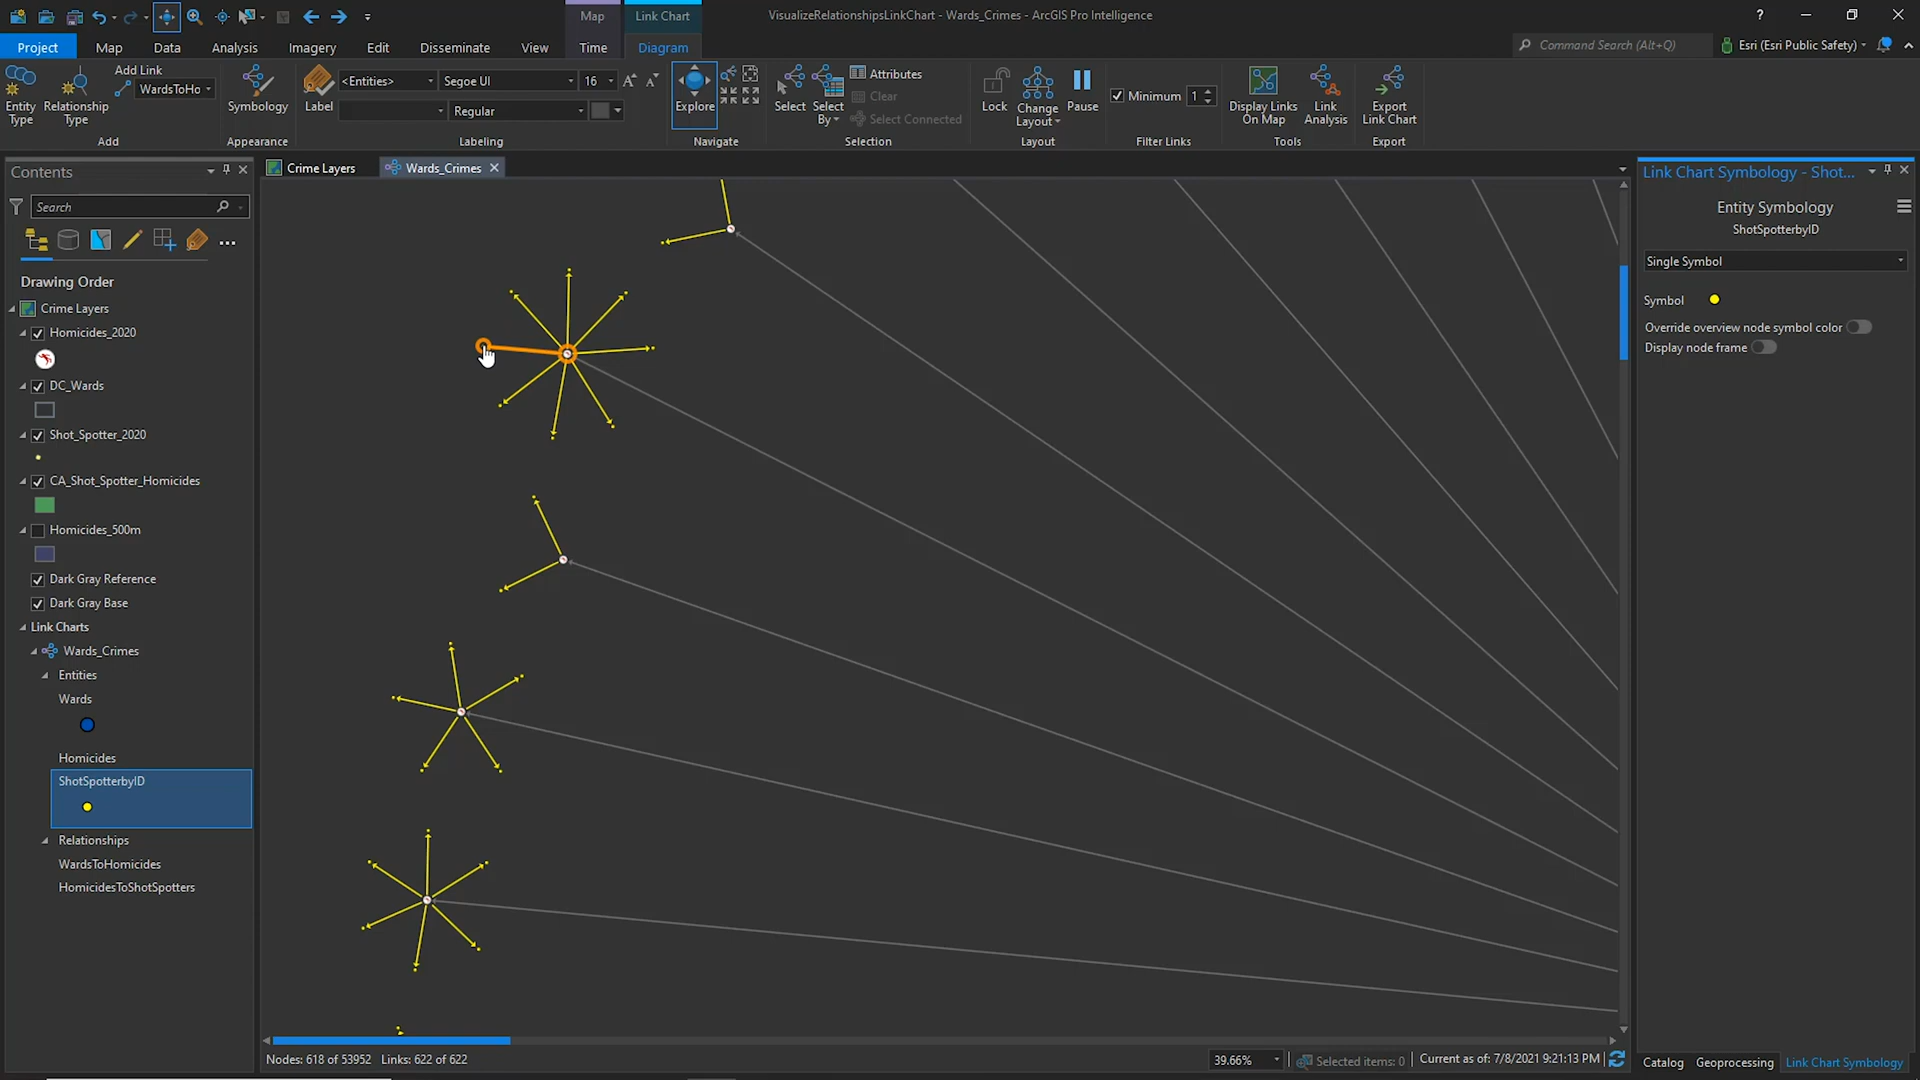 Map
Link Chart
VisualizeRelationshipsLinkChart - Wards_Crimes - ArcGIS Pro Intelligence
?
Project
Map
Data
Analysis
Imagery
Edit
Disseminate
View
Time
Diagram
Command Search (Alt+Q)
Esri (Esri Public Safety)
Entity Type
Relationship Type
Add Link
WardsToHo
Add
Symbology
Appearance
Label
<Entities>
Segoe UI
16
Regular
Labeling
Explore
Navigate
Select
Select By
Attributes
Clear
Select Connected
Selection
Lock
Change Layout
Pause
Layout
Minimum 1
Filter Links
Display Links On Map
Link Analysis
Tools
Export Link Chart
Export
Contents
Search
Drawing Order
Crime Layers
Homicides_2020
DC_Wards
Shot_Spotter_2020
CA_Shot_Spotter_Homicides
Homicides_500m
Dark Gray Reference
Dark Gray Base
Link Charts
Wards_Crimes
Entities
Wards
Homicides
ShotSpotterbyID
Relationships
WardsToHomicides
HomicidesToShotSpotters
Crime Layers
Wards_Crimes
Nodes: 618 of 53952 Links: 622 of 622
39.66%
Selected items: 0
Current as of: 7/8/2021 9:21:13 PM
Link Chart Symbology - Shot...
Entity Symbology
ShotSpotterbyID
Single Symbol
Symbol
Override overview node symbol color
Display node frame
Catalog
Geoprocessing
Link Chart Symbology